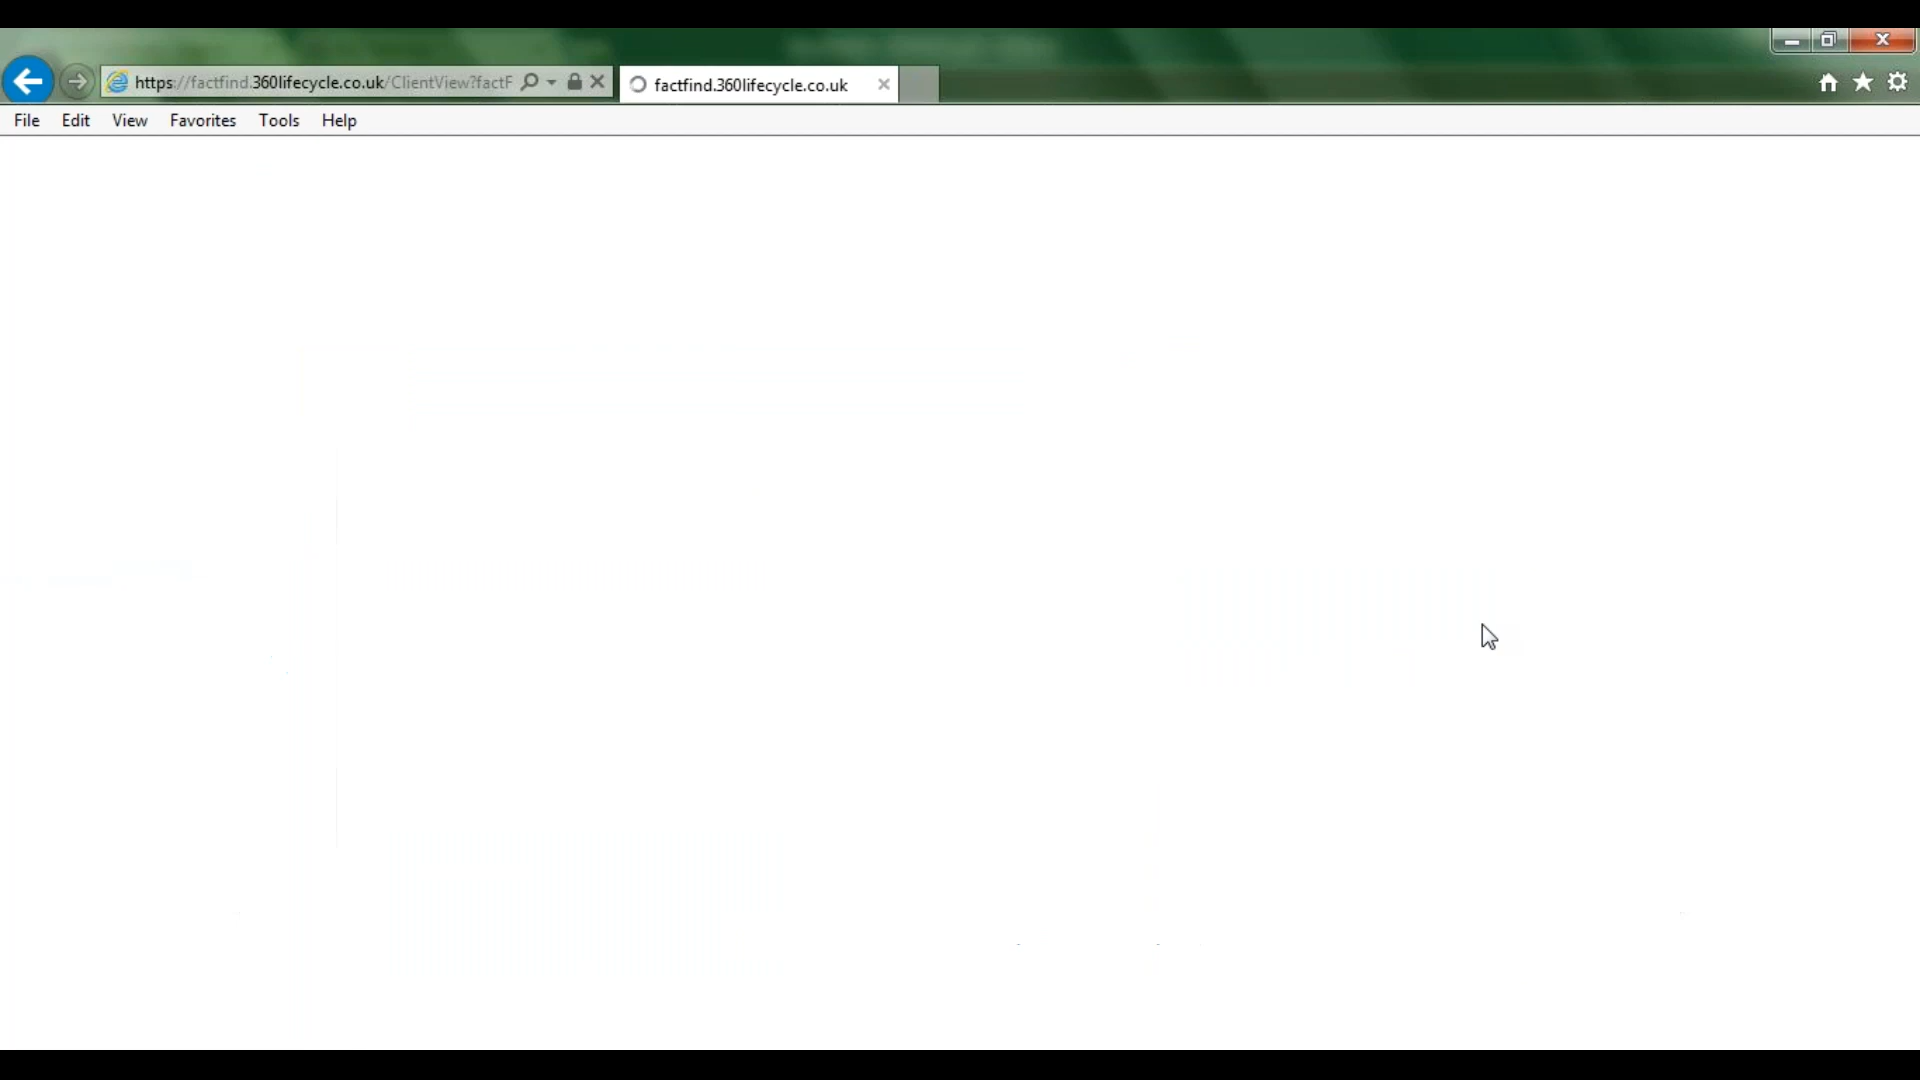 https://factfind.360lifecycle.co.uk/ClientView?factF
factfind.360lifecycle.co.uk
File Edit View Favorites Tools Help